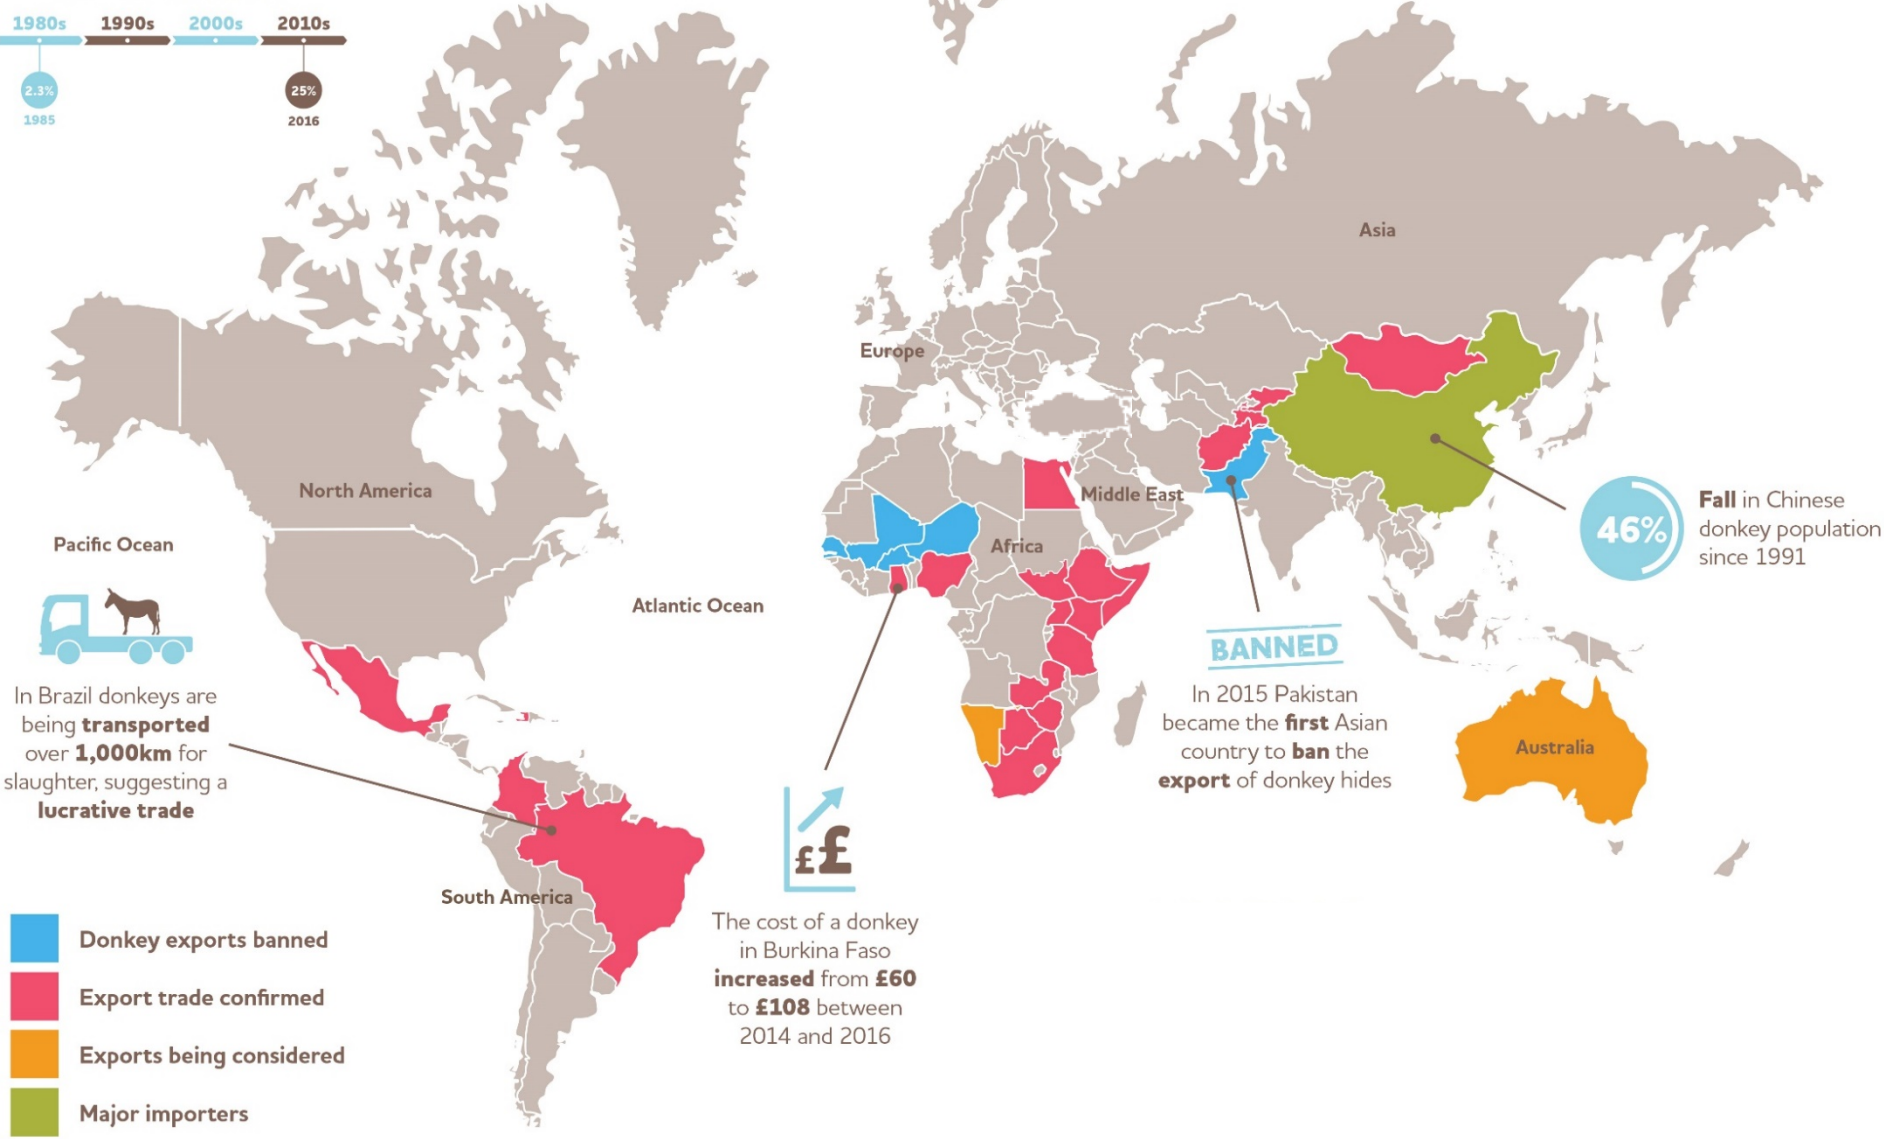 1980s
1990s
2000s
2010s
2.3%
25%
1985
2016
Asia
Europe
North America
Middle East
Pacific Ocean
Africa
Atlantic Ocean
46%
Fall in Chinese
donkey population
since 1991
In Brazil donkeys are
being transported
over 1,000km for
slaughter, suggesting a
lucrative trade
BANNED
In 2015 Pakistan
became the first Asian
country to ban the
export of donkey hides
Australia
££
South America
The cost of a donkey
in Burkina Faso
increased from £60
to £108 between
2014 and 2016
Donkey exports banned
Export trade confirmed
Exports being considered
Major importers